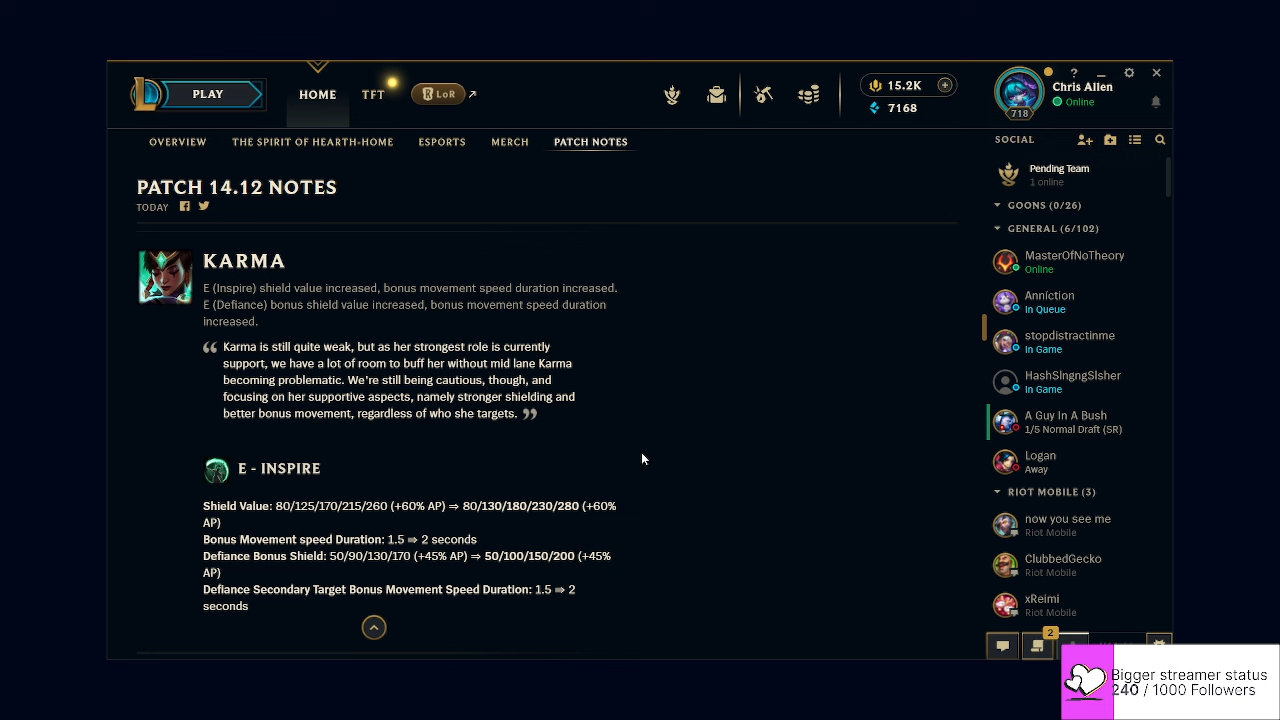 PLAY
HOME
TFT
LoR
15.2K
7168
718
Chris Allen
Online
OVERVIEW
THE SPIRIT OF HEARTH-HOME
ESPORTS
MERCH
PATCH NOTES
SOCIAL
PATCH 14.12 NOTES
TODAY
KARMA
E (Inspire) shield value increased, bonus movement speed duration increased.
E (Defiance) bonus shield value increased, bonus movement speed duration
increased.
Karma is still quite weak, but as her strongest role is currently
support, we have a lot of room to buff her without mid lane Karma
becoming problematic. We're still being cautious, though, and
focusing on her supportive aspects, namely stronger shielding and
better bonus movement, regardless of who she targets.
E - INSPIRE
Shield Value: 80/125/170/215/260 (+60% AP) ⇒ 80/130/180/230/280 (+60%
AP)
Bonus Movement speed Duration: 1.5 ⇒ 2 seconds
Defiance Bonus Shield: 50/90/130/170 (+45% AP) ⇒ 50/100/150/200 (+45%
AP)
Defiance Secondary Target Bonus Movement Speed Duration: 1.5 ⇒ 2
seconds
Pending Team
1 online
GOONS (0/26)
GENERAL (6/102)
MasterOfNoTheory
Online
Anníction
In Queue
stopdistractinme
In Game
HashSlngngSlsher
In Game
A Guy In A Bush
1/5 Normal Draft (SR)
Logan
Away
RIOT MOBILE (3)
now you see me
Riot Mobile
ClubbedGecko
Riot Mobile
xReimi
Riot Mobile
2
Bigger streamer status
240 / 1000 Followers